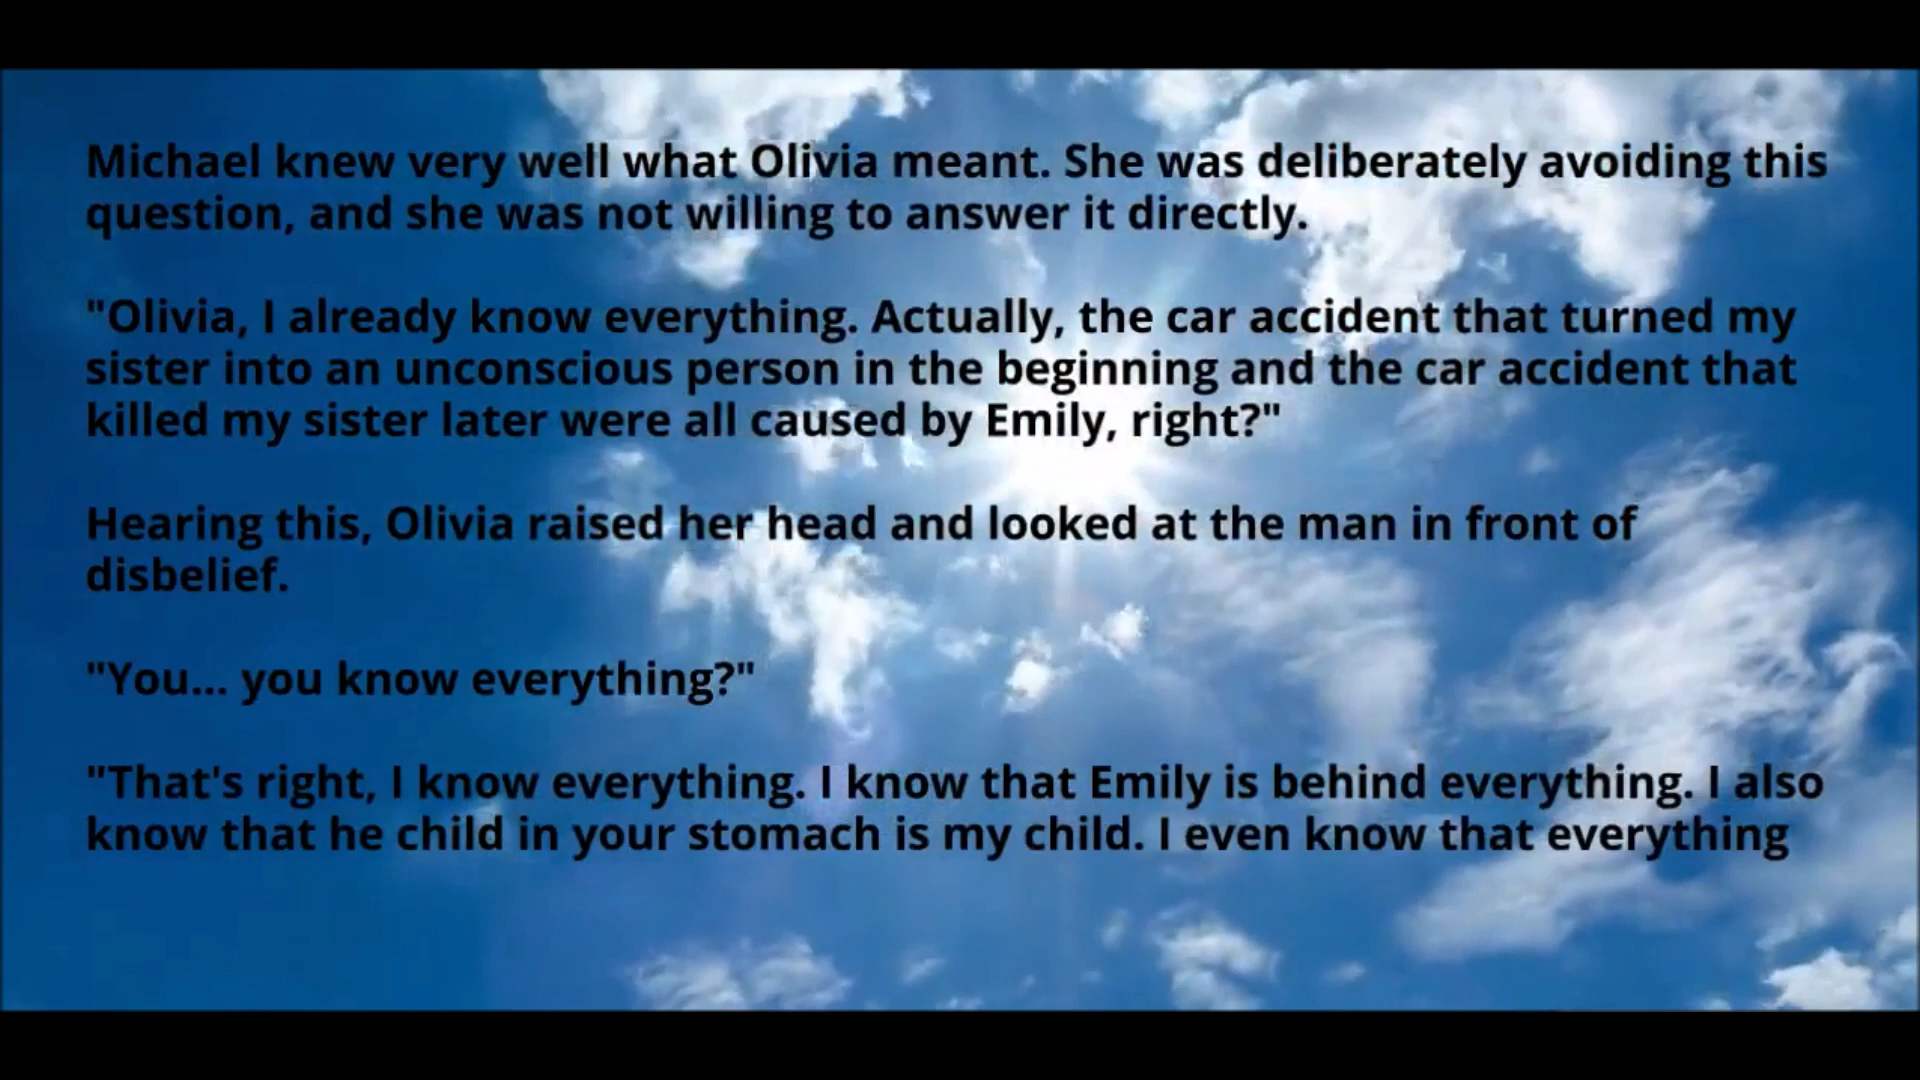 Michael knew very well what Olivia meant. She was deliberately avoiding this
question, and she was not willing to answer it directly.
"Olivia, I already know everything. Actually, the car accident that turned my
sister into an unconscious person in the beginning and the car accident that
killed my sister later were all caused by Emily, right?"
Hearing this, Olivia raised her head and looked at the man in front of
disbelief.
"You... you know everything?"
"That's right, I know everything. I know that Emily is behind everything. I also
know that he child in your stomach is my child. I even know that everything